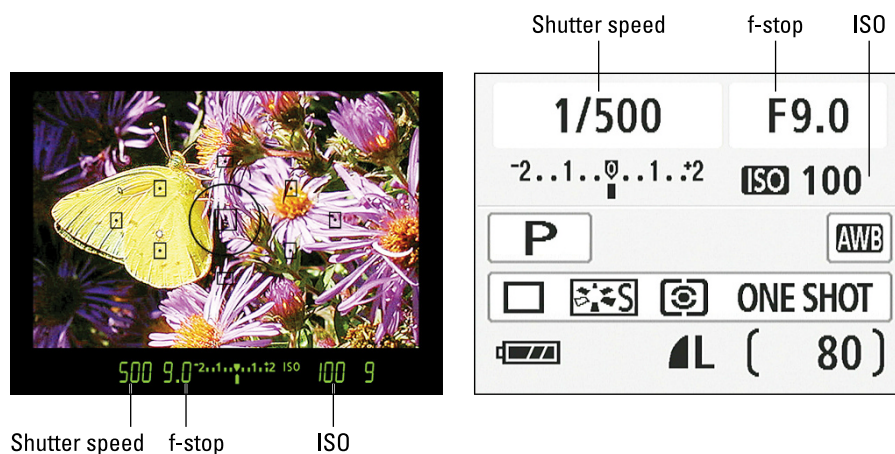 Shutter speed f-stop ISO
1/500 F9.0
-2..1..0..1..+2 ISO 100
P AWB
S ONE SHOT
L ( 80 )
500 9.0 -2..1..▼..1..+2 ISO 100 9
Shutter speed f-stop ISO